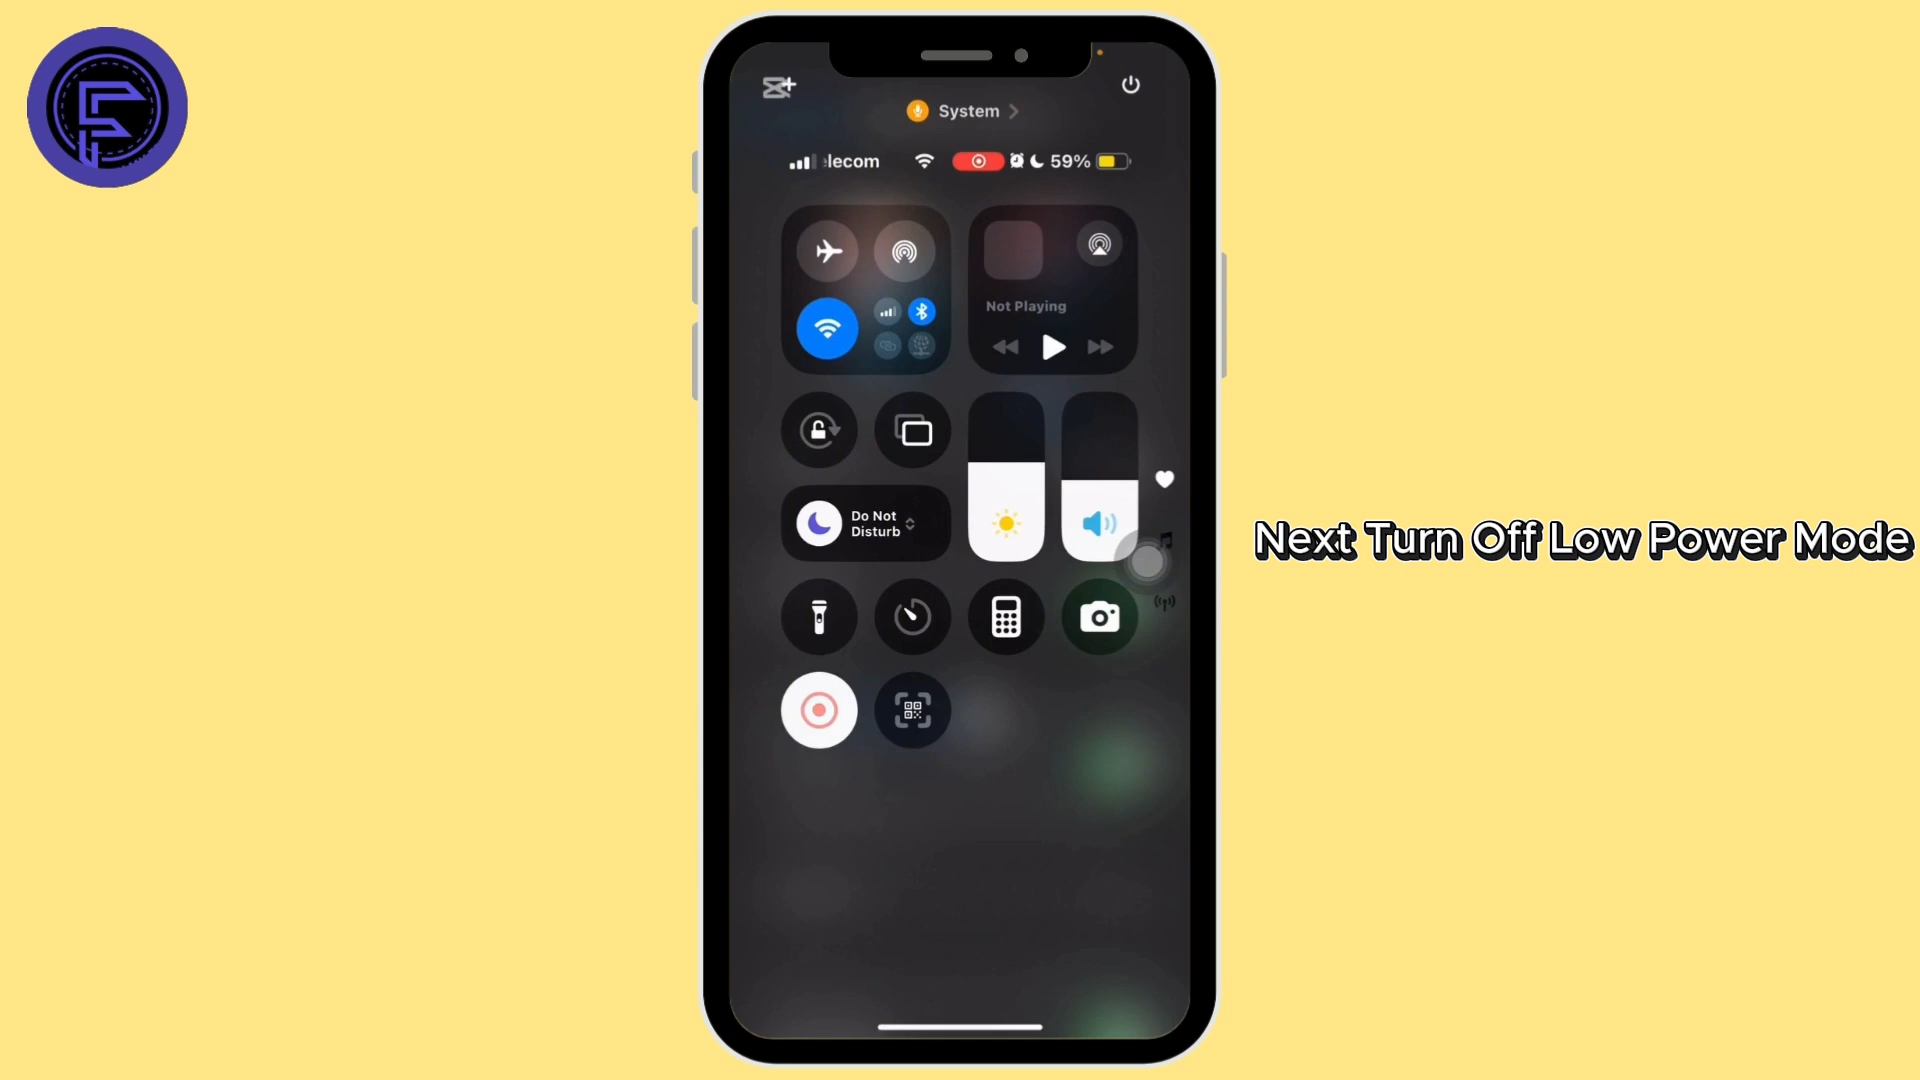 System
lecom
59%
Not Playing
Do Not
Disturb
Next Turn Off Low Power Mode